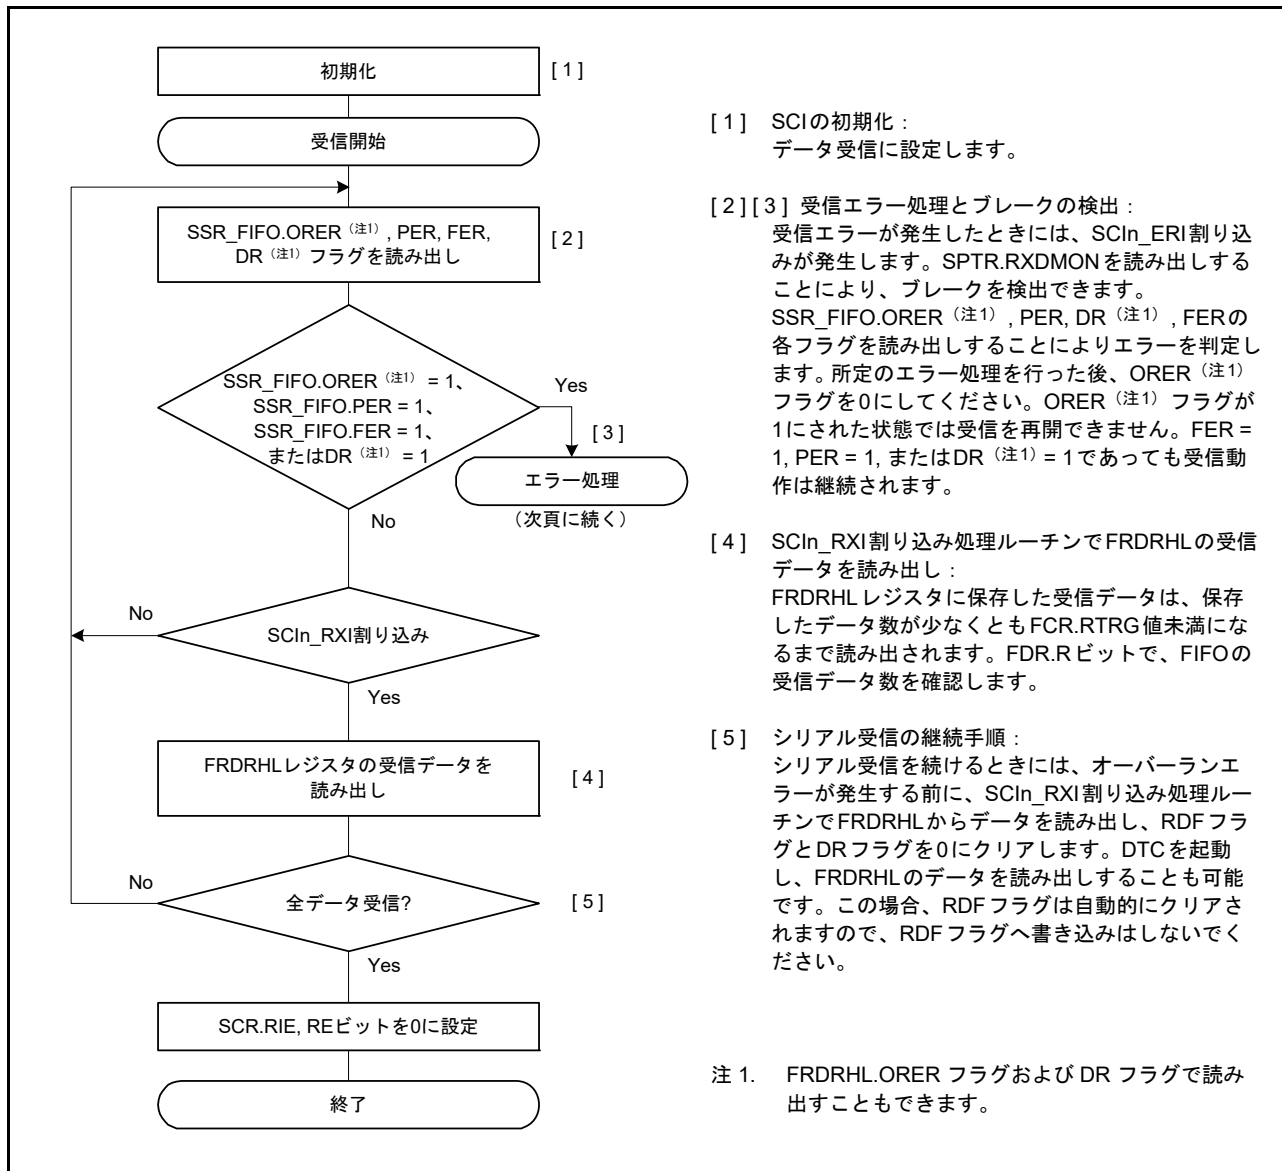 初期化
[ 1 ]
受信開始
SSR_FIFO.ORER（注1）, PER, FER,
DR（注1）フラグを読み出し
[ 2 ]
SSR_FIFO.ORER（注1）= 1、
SSR_FIFO.PER = 1、
SSR_FIFO.FER = 1、
またはDR（注1）= 1
Yes
[ 3 ]
エラー処理
（次頁に続く）
No
SCIn_RXI割り込み
No
Yes
FRDRHLレジスタの受信データを
読み出し
[ 4 ]
全データ受信?
[ 5 ]
No
Yes
SCR.RIE, REビットを0に設定
終了
[ 1 ] SCIの初期化：
データ受信に設定します。
[ 2 ] [ 3 ] 受信エラー処理とブレークの検出：
受信エラーが発生したときには、SCIn_ERI割り込
みが発生します。SPTR.RXDMONを読み出しする
ことにより、ブレークを検出できます。
SSR_FIFO.ORER（注1）, PER, DR（注1）, FERの
各フラグを読み出しすることによりエラーを判定し
ます。所定のエラー処理を行った後、ORER（注1）
フラグを0にしてください。ORER（注1）フラグが
1にされた状態では受信を再開できません。FER =
1, PER = 1, またはDR（注1）= 1であっても受信動
作は継続されます。
[ 4 ] SCIn_RXI割り込み処理ルーチンでFRDRHLの受信
データを読み出し：
FRDRHLレジスタに保存した受信データは、保存
したデータ数が少なくともFCR.RTRG値未満にな
るまで読み出されます。FDR.Rビットで、FIFOの
受信データ数を確認します。
[ 5 ] シリアル受信の継続手順：
シリアル受信を続けるときには、オーバーランエ
ラーが発生する前に、SCIn_RXI割り込み処理ルー
チンでFRDRHLからデータを読み出し、RDFフラ
グとDRフラグを0にクリアします。DTCを起動
し、FRDRHLのデータを読み出しすることも可能
です。この場合、RDFフラグは自動的にクリアさ
れますので、RDFフラグへ書き込みはしないでく
ださい。
注 1. FRDRHL.ORER フラグおよび DR フラグで読み
出すこともできます。